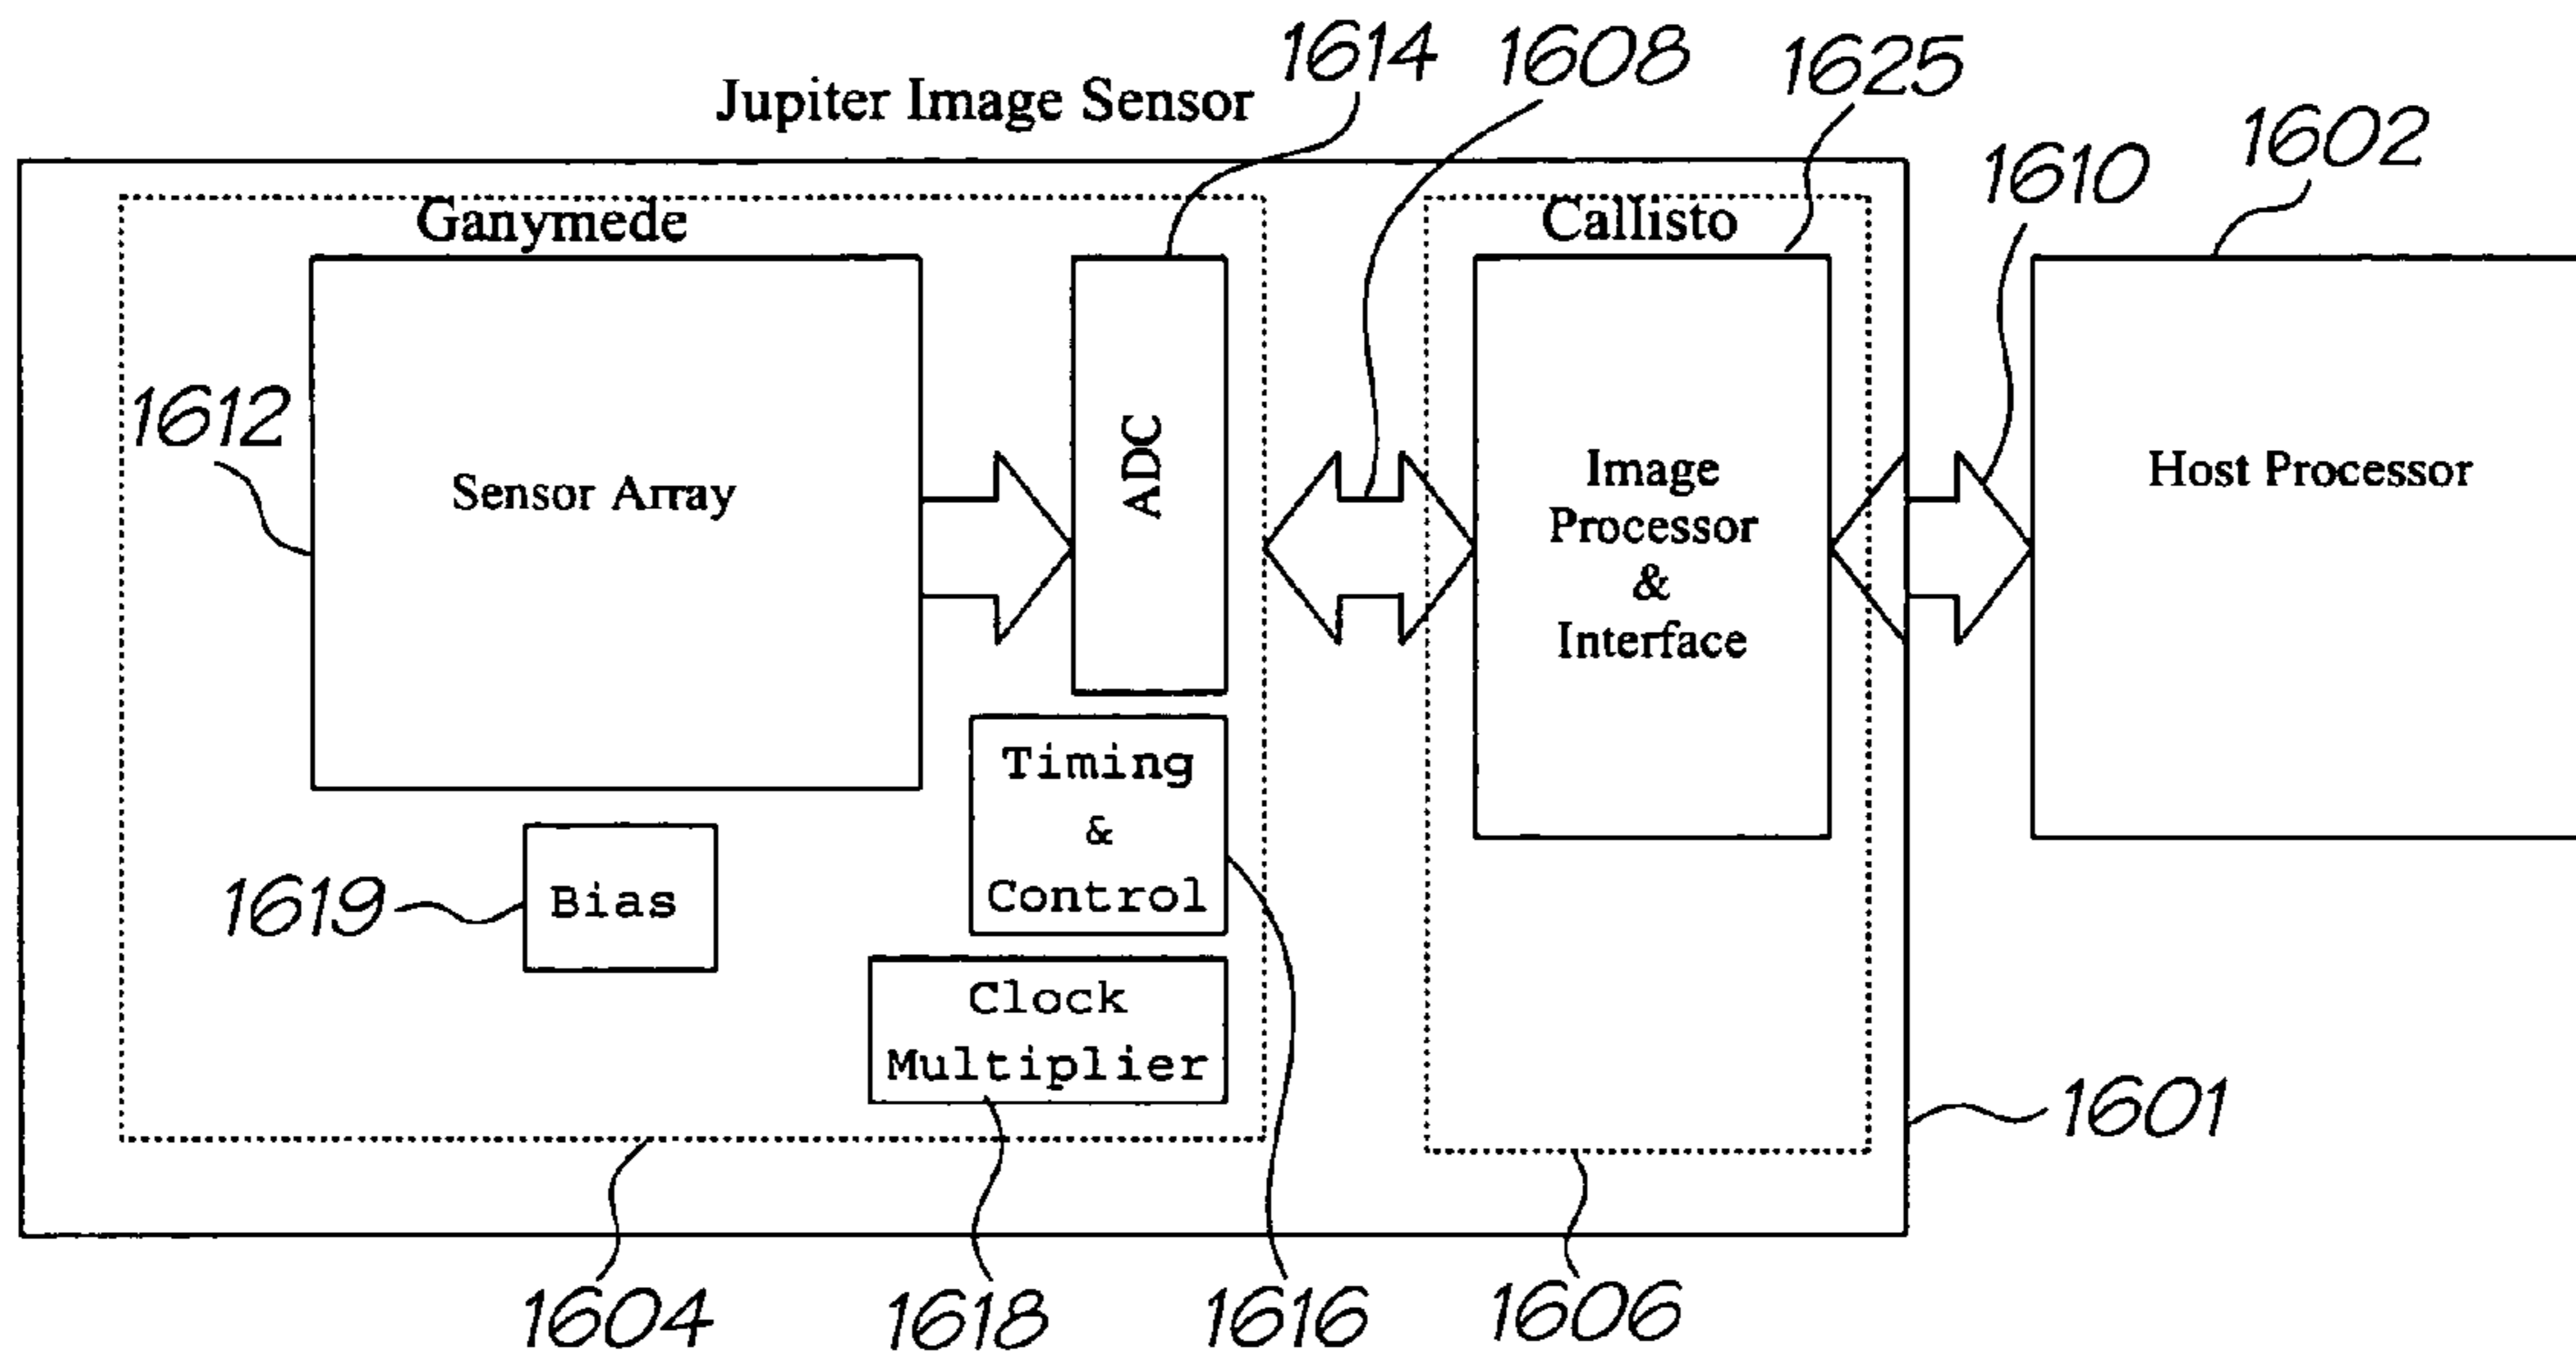 1614
1608
1625
Jupiter Image Sensor
1602
1610
Ganymede
Callisto
1612
Sensor Array
ADC
Image
Processor
&
Interface
Host Processor
Timing
&
Control
1619
Bias
Clock
Multiplier
1601
1604
1618
1616
1606